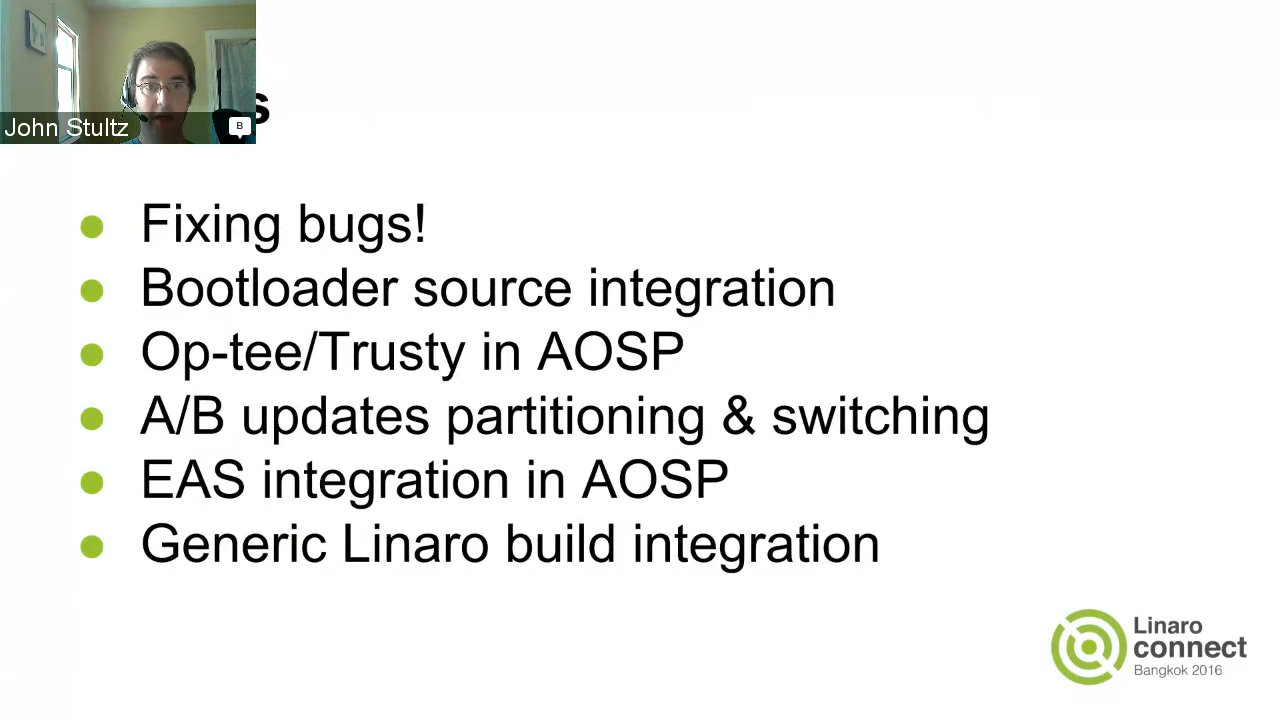 John Stultz
B
Fixing bugs!
Bootloader source integration
Op-tee/Trusty in AOSP
A/B updates partitioning & switching
EAS integration in AOSP
Generic Linaro build integration
Linaro
connect
Bangkok 2016